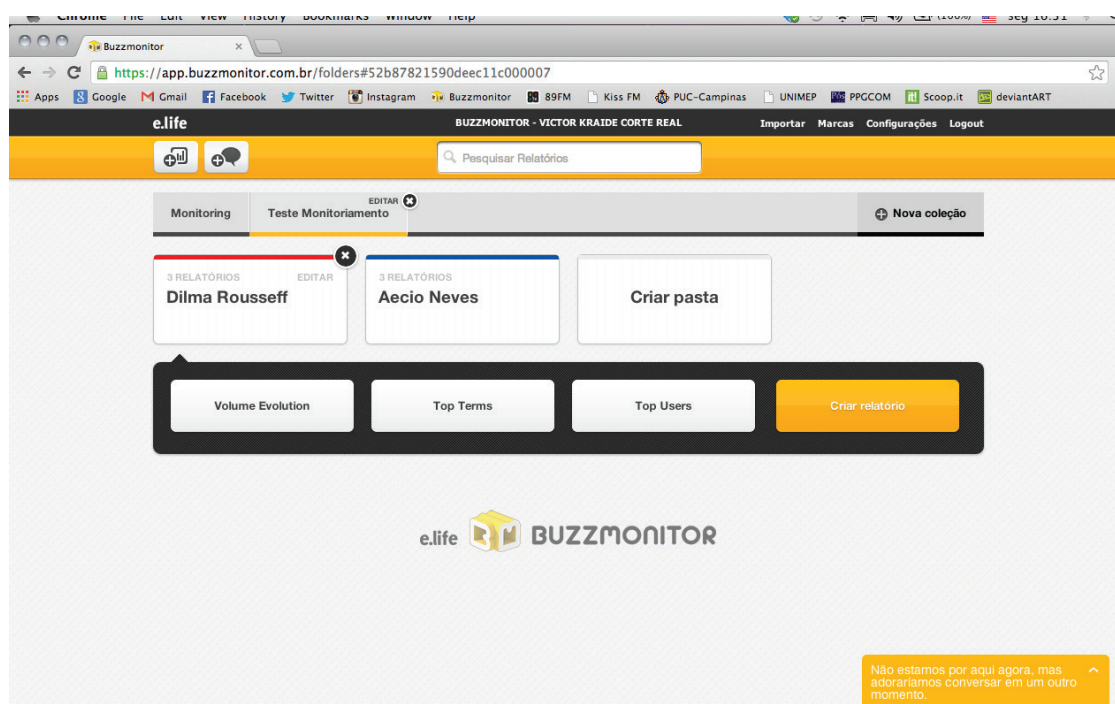 Chrome File Edit View History Bookmarks Window Help (100%) seg 16:31
Buzzmonitor
https://app.buzzmonitor.com.br/folders#52b87821590deec11c000007
Apps Google Gmail Facebook Twitter Instagram Buzzmonitor 89FM Kiss FM PUC-Campinas UNIMEP PPGCOM Scoop.it deviantART
e.life BUZZMONITOR - VICTOR KRAIDE CORTE REAL Importar Marcas Configurações Logout
Pesquisar Relatórios
EDITAR
Monitoring Teste Monitoriamento Nova coleção
3 RELATÓRIOS EDITAR
Dilma Rousseff
3 RELATÓRIOS
Aecio Neves
Criar pasta
Volume Evolution Top Terms Top Users Criar relatório
e.life BUZZMONITOR
Não estamos por aqui agora, mas
adoraríamos conversar em um outro
momento.